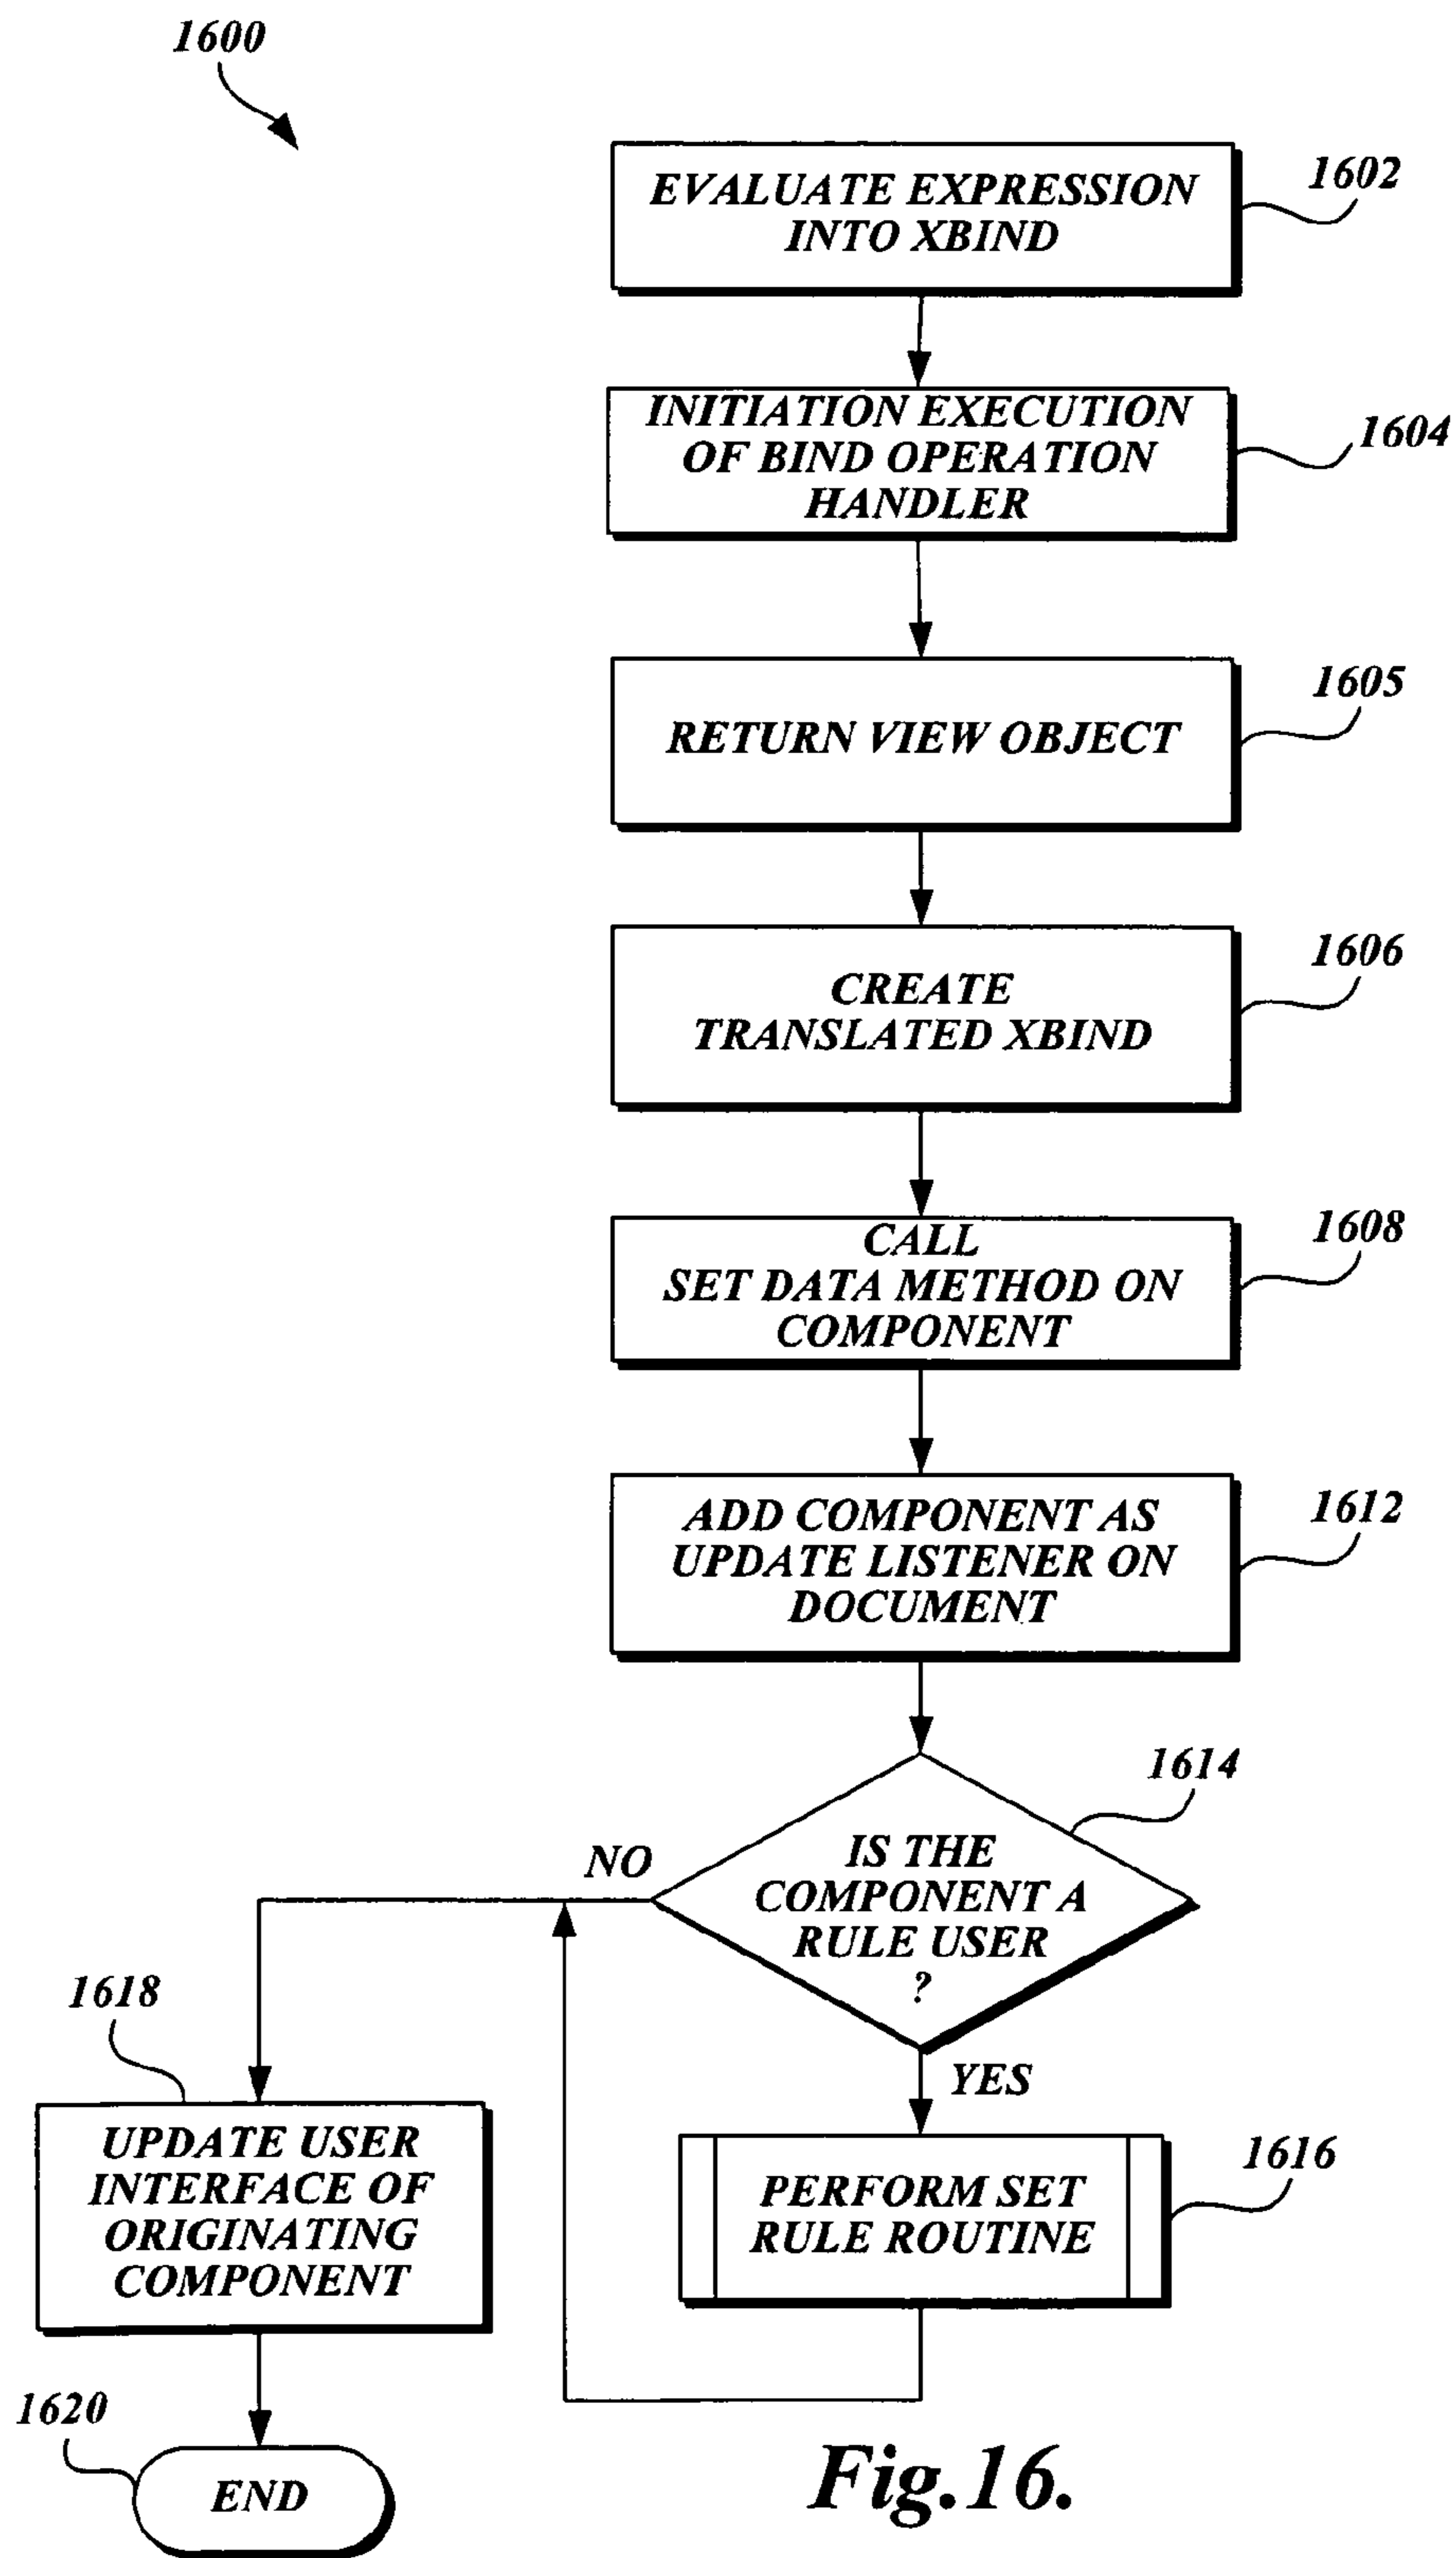 1600
EVALUATE EXPRESSION
INTO XBIND
1602
INITIATION EXECUTION
OF BIND OPERATION
HANDLER
1604
RETURN VIEW OBJECT
1605
CREATE
TRANSLATED XBIND
1606
CALL
SET DATA METHOD ON
COMPONENT
1608
ADD COMPONENT AS
UPDATE LISTENER ON
DOCUMENT
1612
IS THE
COMPONENT A
RULE USER
?
1614
NO
YES
PERFORM SET
RULE ROUTINE
1616
1618
UPDATE USER
INTERFACE OF
ORIGINATING
COMPONENT
1620
END
Fig.16.